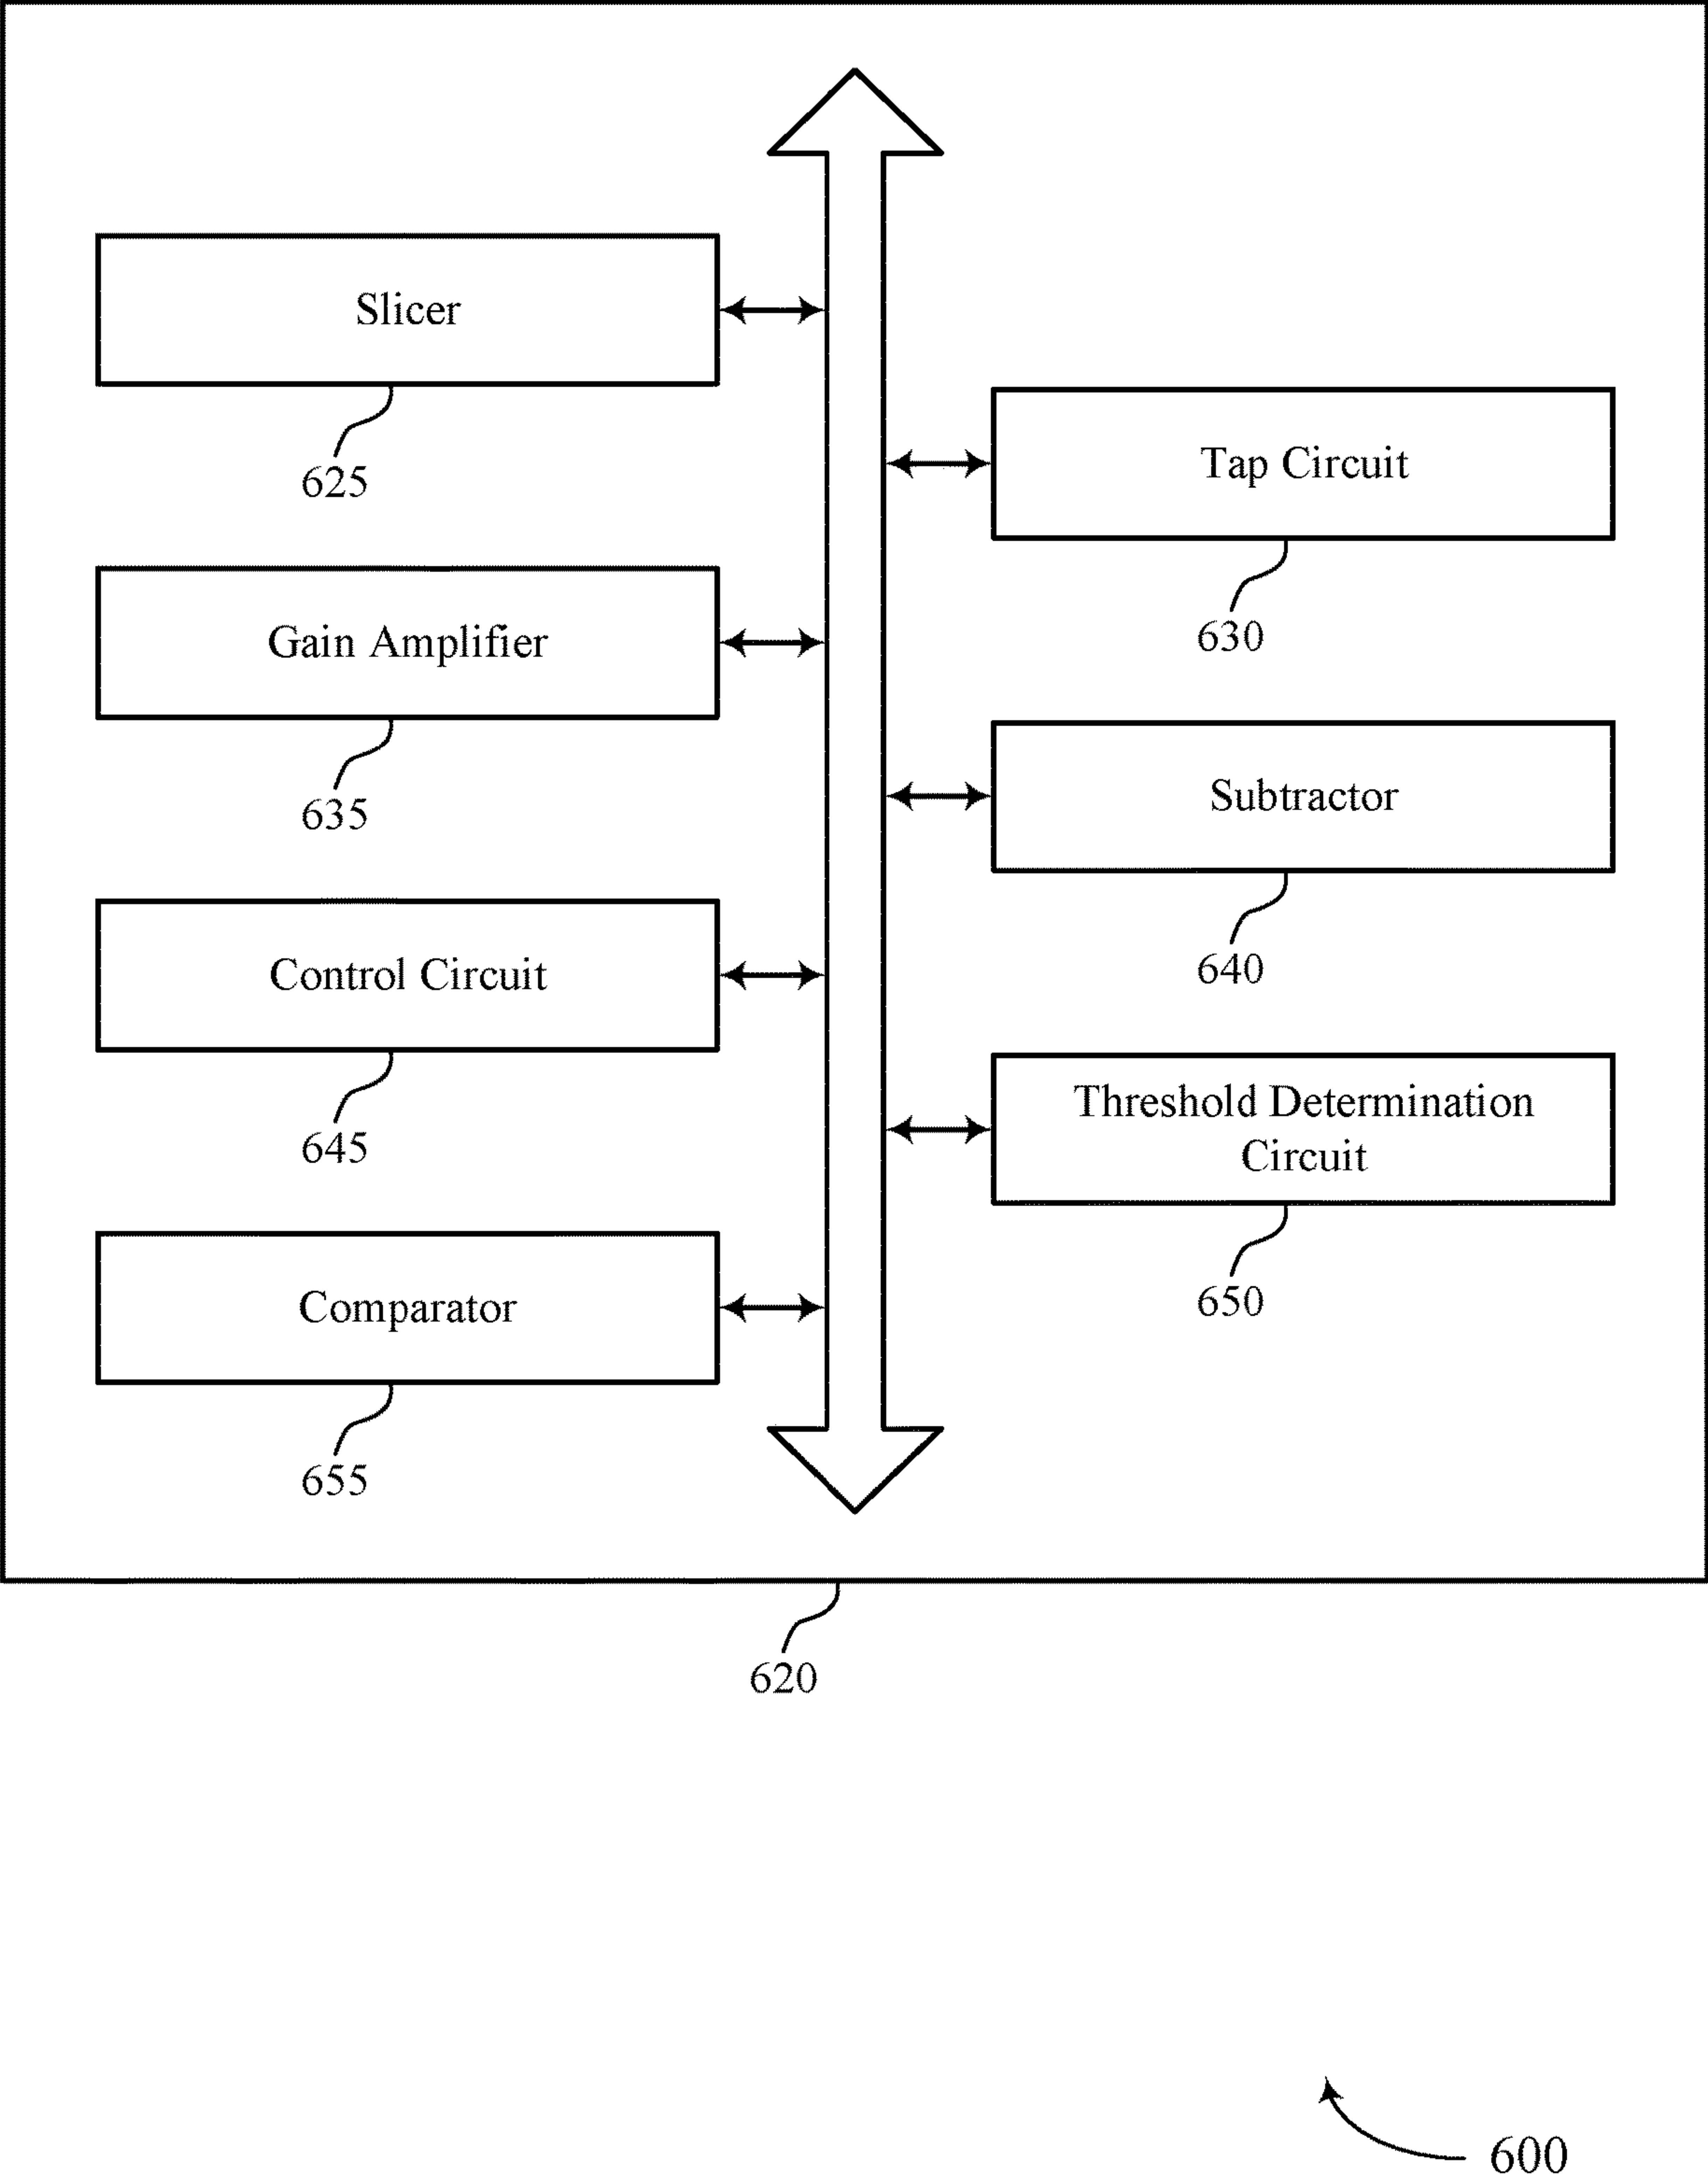 Slicer
625
Tap Circuit
630
Gain Amplifier
635
Subtractor
640
Control Circuit
645
Threshold Determination
Circuit
650
Comparator
655
620
600